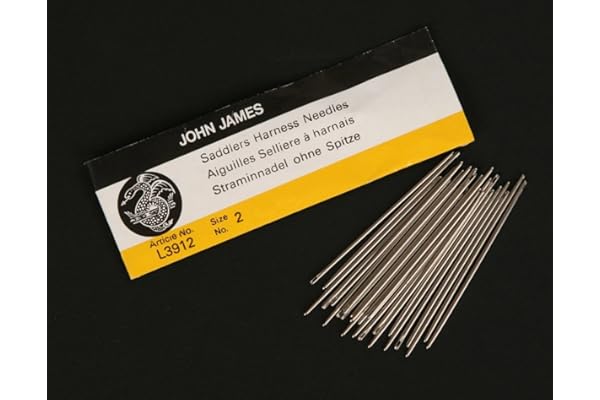 JOHN JAMES
Saddlers Harness Needles
Aiguilles Selliere à harnais
Straminnadel ohne Spitze
Article No.
L3912
Size
No. 2